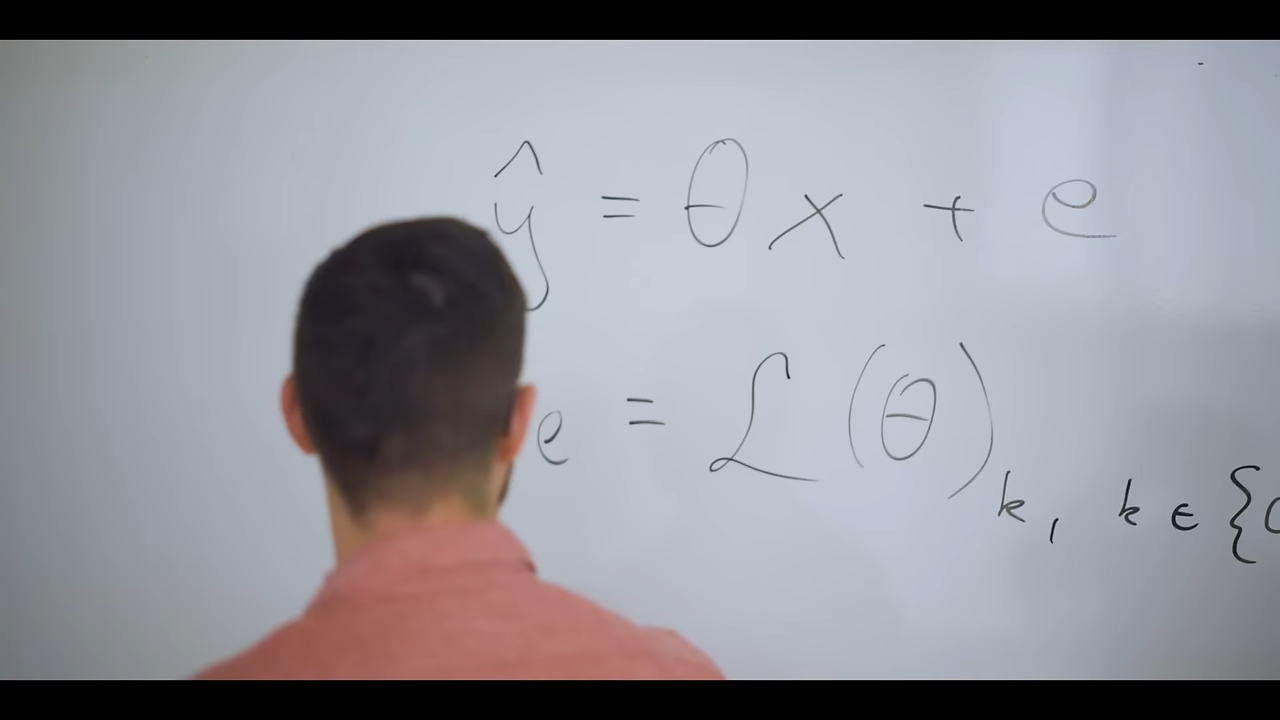 ŷ = θx + e
e = ℒ(θ)k, k ∈ {